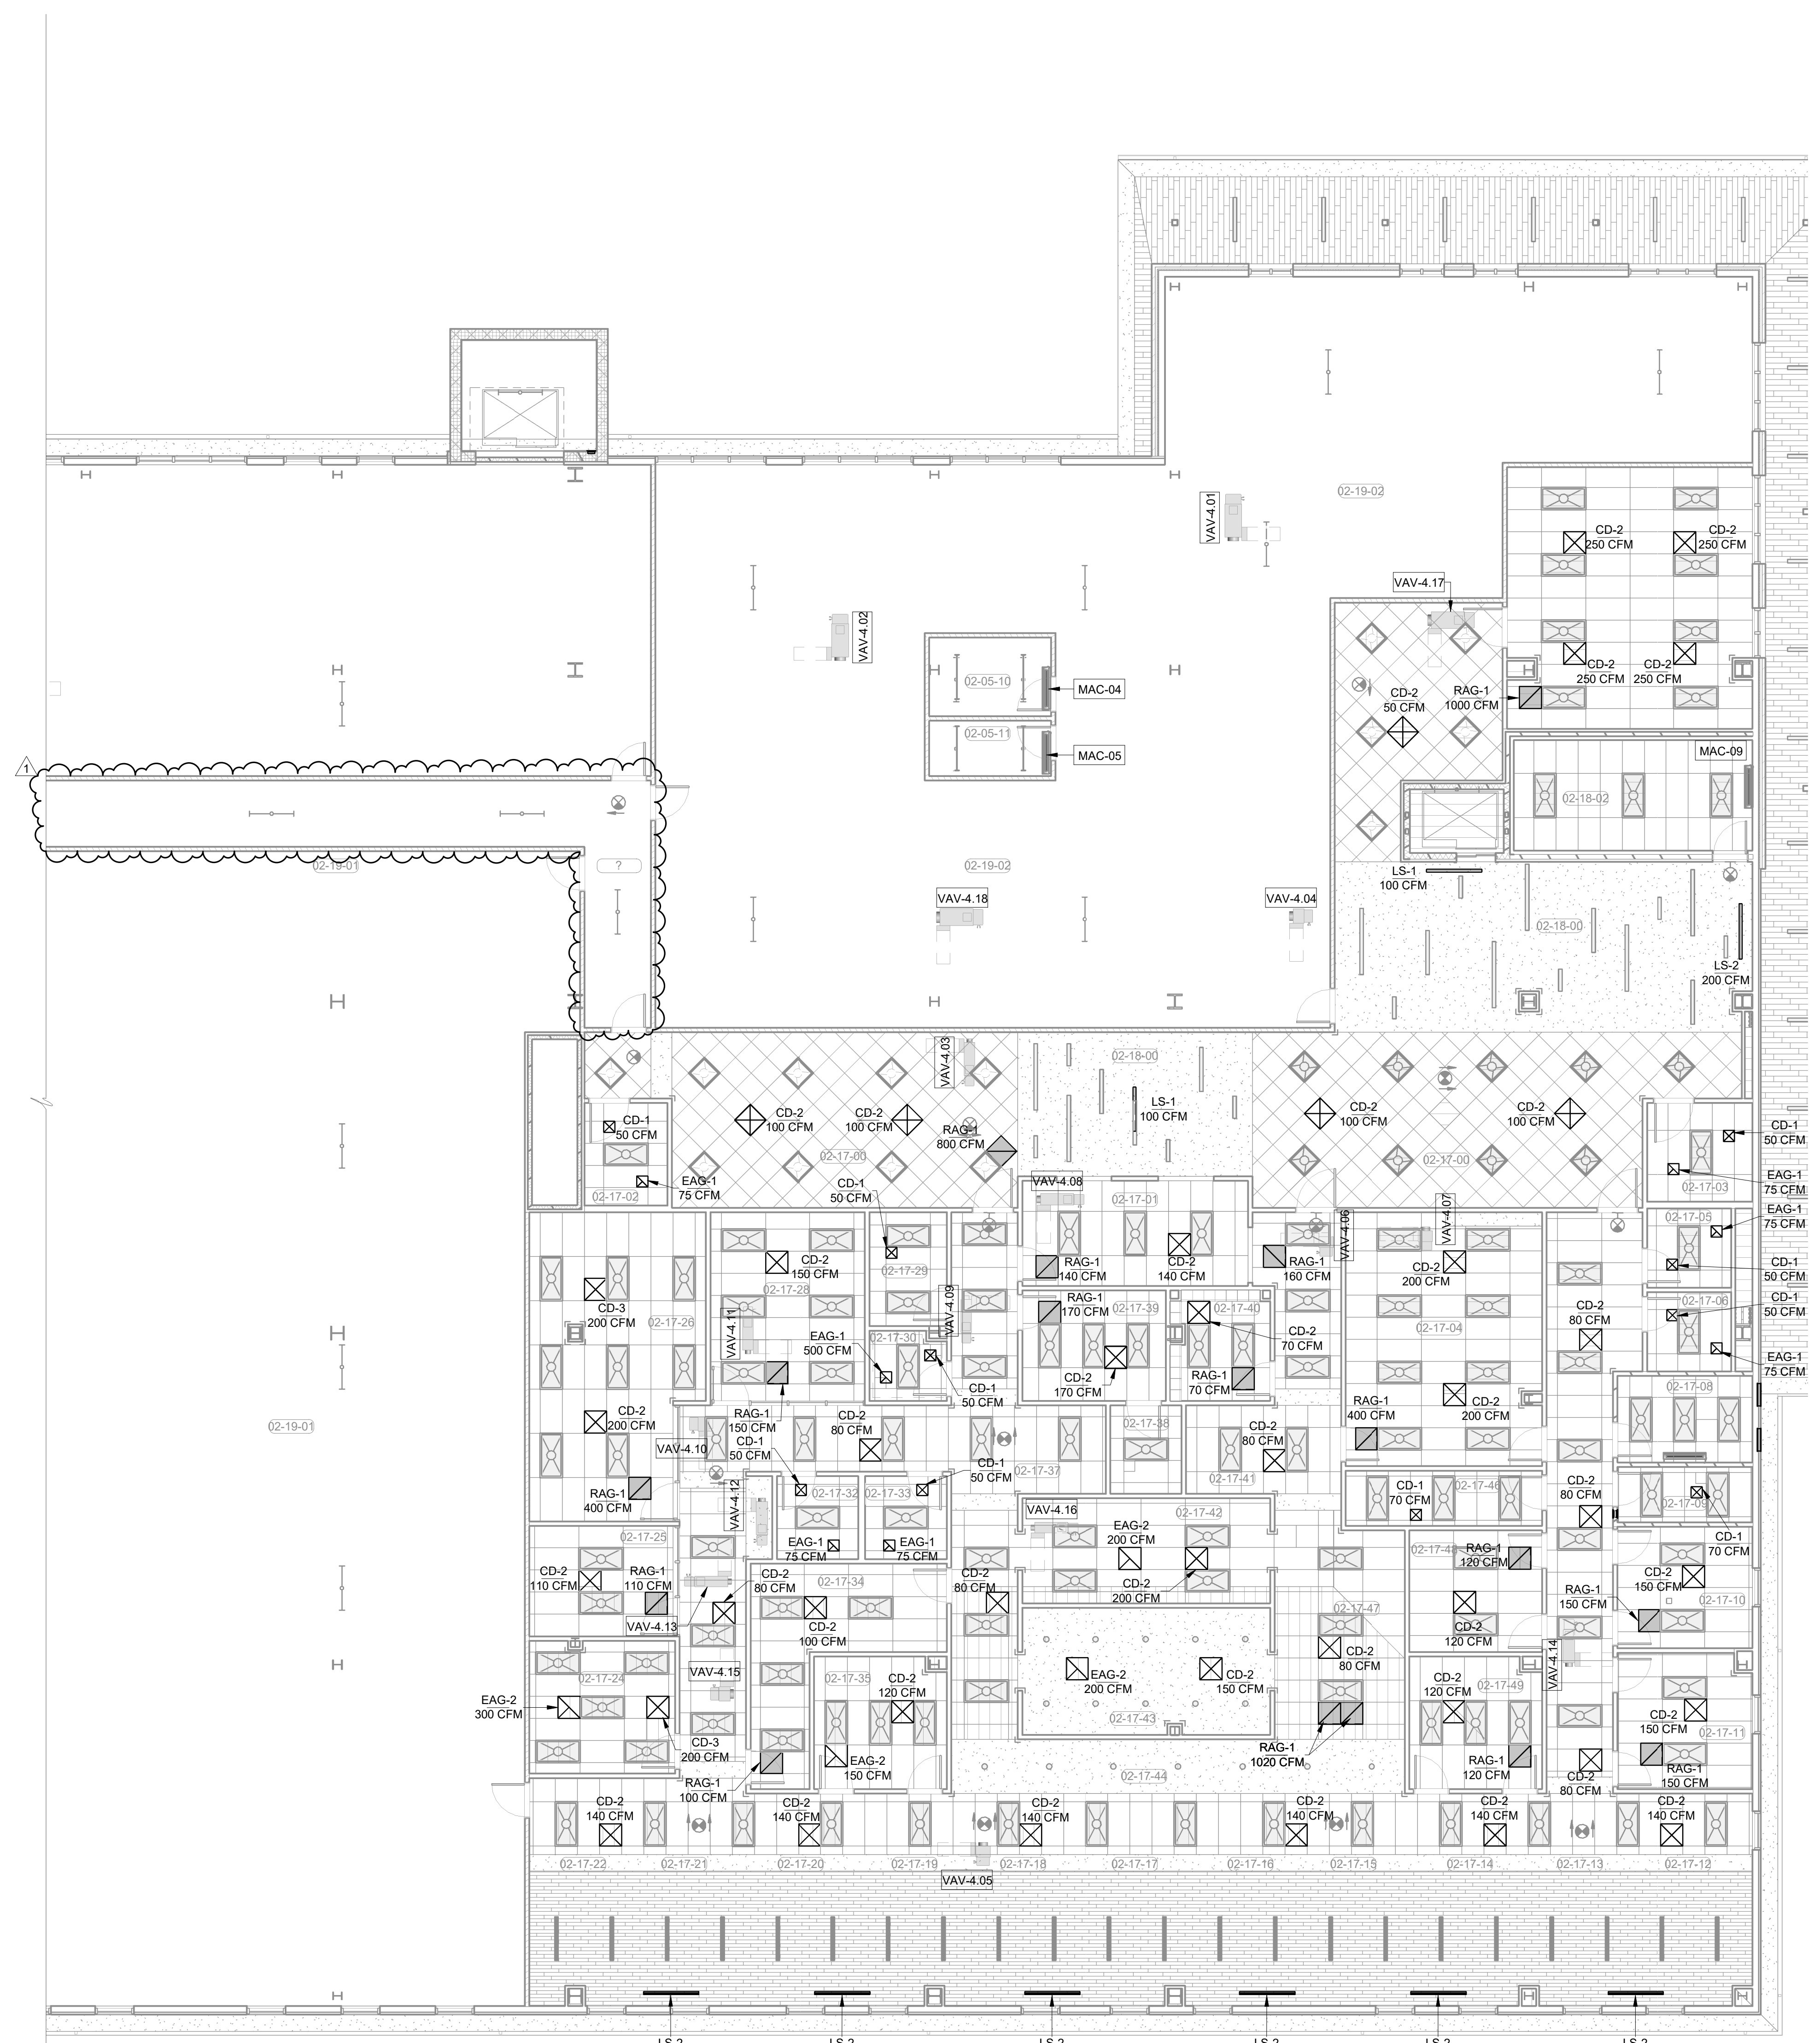 02-19-02
VAV-4.01
CD-2
250 CFM
CD-2
250 CFM
VAV-4.17
VAV-4.02
CD-2
250 CFM
CD-2
250 CFM
02-05-10
MAC-04
CD-2
50 CFM
RAG-1
1000 CFM
02-05-11
MAC-05
MAC-09
1
02-18-02
02-19-01
?
02-19-02
LS-1
100 CFM
VAV-4.18
VAV-4.04
02-18-00
LS-2
200 CFM
VAV-4.03
02-18-00
CD-1
50 CFM
CD-2
100 CFM
CD-2
100 CFM
RAG-1
800 CFM
LS-1
100 CFM
CD-2
100 CFM
CD-2
100 CFM
CD-1
50 CFM
02-17-00
02-17-00
EAG-1
75 CFM
02-17-02
EAG-1
75 CFM
02-17-03
CD-1
50 CFM
VAV-4.08
02-17-01
VAV-4.06
VAV-4.07
02-17-05
EAG-1
75 CFM
CD-2
150 CFM
02-17-28
02-17-29
RAG-1
140 CFM
CD-2
140 CFM
RAG-1
160 CFM
CD-2
200 CFM
CD-1
50 CFM
CD-3
200 CFM
02-17-26
VAV-4.11
VAV-4.09
RAG-1
170 CFM
02-17-39
02-17-40
02-17-04
CD-2
80 CFM
02-17-06
CD-1
50 CFM
EAG-1
500 CFM
02-17-30
CD-2
70 CFM
EAG-1
75 CFM
CD-1
50 CFM
CD-2
170 CFM
RAG-1
70 CFM
02-17-08
CD-2
200 CFM
RAG-1
150 CFM
CD-2
80 CFM
02-17-38
CD-2
80 CFM
RAG-1
400 CFM
CD-2
200 CFM
02-19-01
VAV-4.10
CD-1
50 CFM
CD-1
50 CFM
02-17-37
02-17-41
RAG-1
400 CFM
VAV-4.12
02-17-32
02-17-33
VAV-4.16
02-17-42
CD-1
70 CFM
02-17-46
CD-2
80 CFM
02-17-09
CD-1
70 CFM
02-17-25
EAG-1
75 CFM
EAG-1
75 CFM
EAG-2
200 CFM
CD-2
200 CFM
02-17-48
RAG-1
120 CFM
CD-2
110 CFM
RAG-1
110 CFM
CD-2
80 CFM
02-17-34
CD-2
80 CFM
RAG-1
150 CFM
CD-2
150 CFM
02-17-10
VAV-4.13
CD-2
100 CFM
02-17-47
CD-2
80 CFM
CD-2
120 CFM
VAV-4.14
02-17-24
VAV-4.15
02-17-35
CD-2
120 CFM
EAG-2
200 CFM
CD-2
150 CFM
02-17-43
CD-2
120 CFM
02-17-49
CD-2
150 CFM
02-17-11
EAG-2
300 CFM
CD-3
200 CFM
RAG-1
100 CFM
EAG-2
150 CFM
RAG-1
1020 CFM
02-17-44
RAG-1
120 CFM
CD-2
80 CFM
RAG-1
150 CFM
CD-2
140 CFM
CD-2
140 CFM
CD-2
140 CFM
CD-2
140 CFM
CD-2
140 CFM
CD-2
140 CFM
02-17-22
02-17-21
02-17-20
02-17-19
02-17-18
02-17-17
02-17-16
02-17-15
02-17-14
02-17-13
02-17-12
VAV-4.05
LS-2
LS-2
LS-2
LS-2
LS-2
LS-2